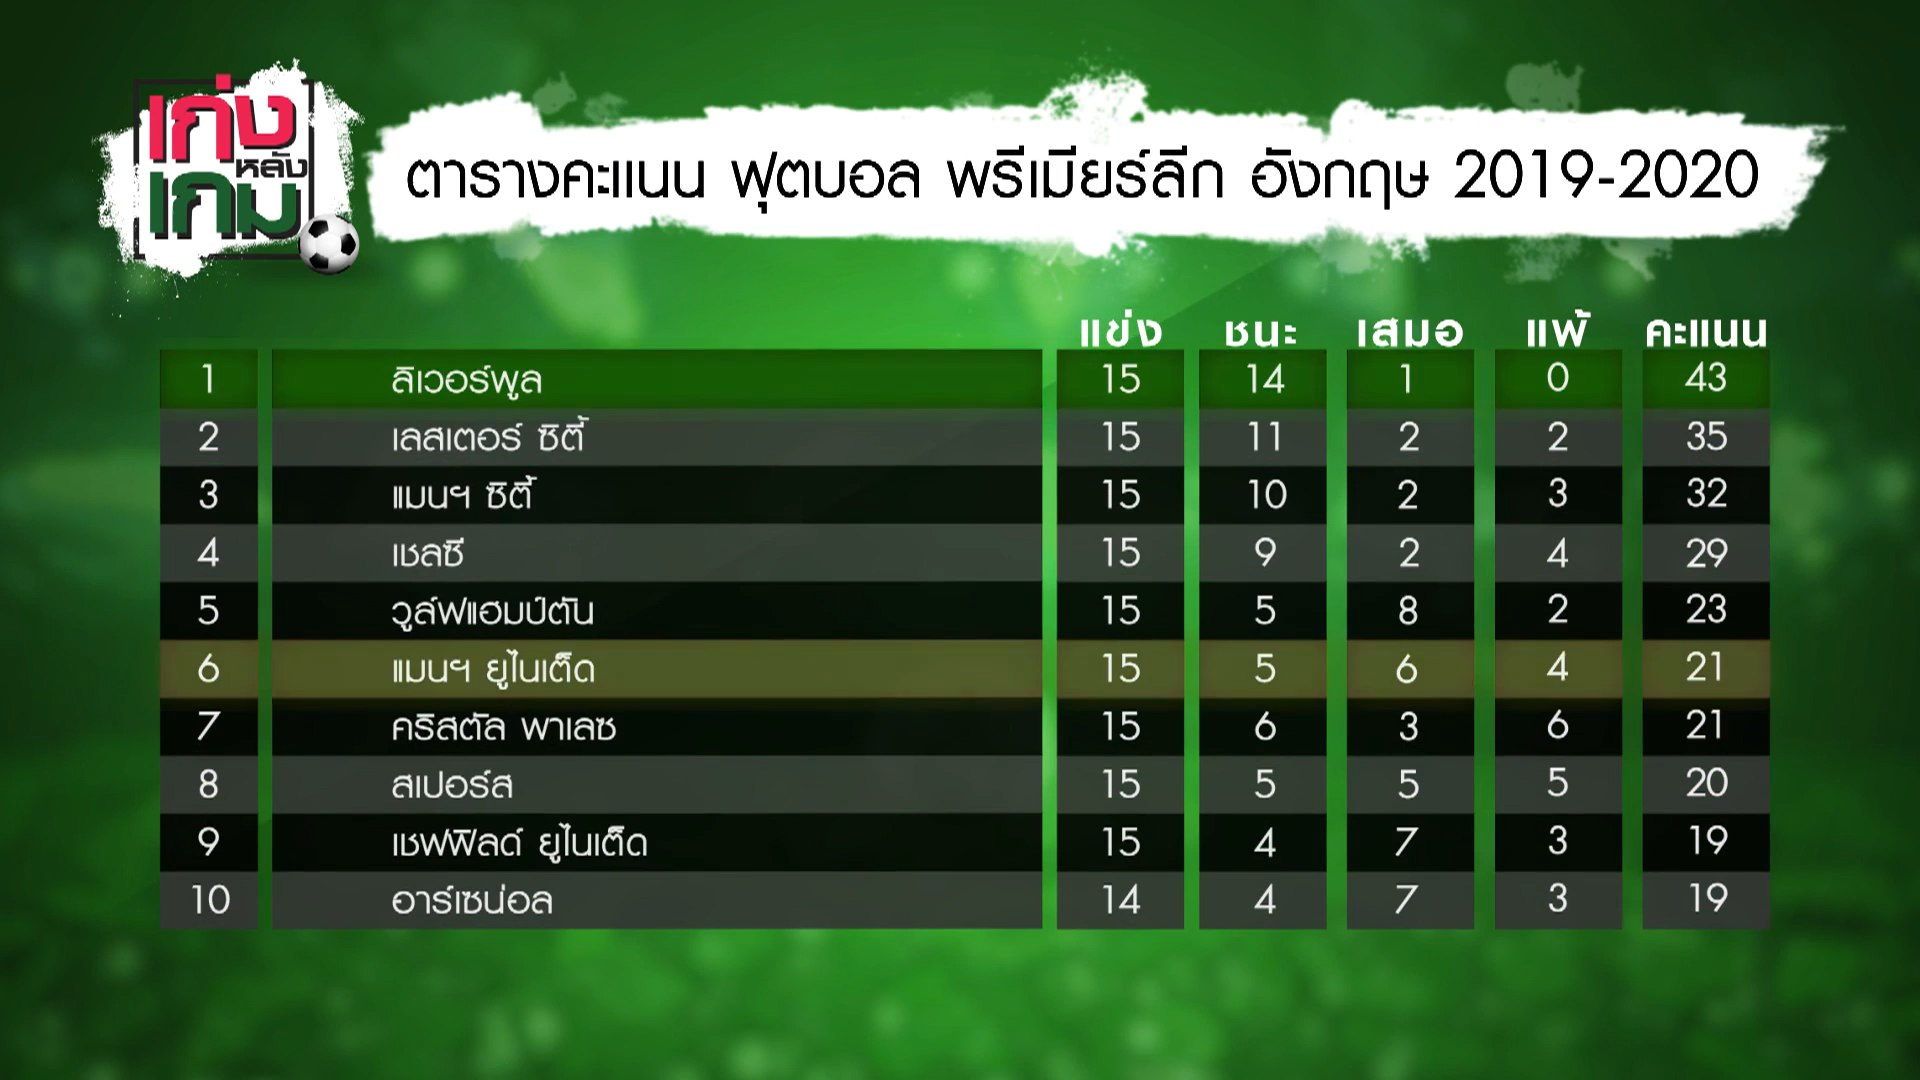 เก่ง
หลัง
เกม
ตารางคะแนน ฟุตบอล พรีเมียร์ลีก อังกฤษ 2019-2020
แข่ง ชนะ เสมอ แพ้ คะแนน
1 ลิเวอร์พูล 15 14 1 0 43
2 เลสเตอร์ ซิตี้ 15 11 2 2 35
3 แมนฯ ซิตี้ 15 10 2 3 32
4 เชลซี 15 9 2 4 29
5 วูล์ฟแฮมป์ตัน 15 5 8 2 23
6 แมนฯ ยูไนเต็ด 15 5 6 4 21
7 คริสตัล พาเลซ 15 6 3 6 21
8 สเปอร์ส 15 5 5 5 20
9 เชฟฟิลด์ ยูไนเต็ด 15 4 7 3 19
10 อาร์เซน่อล 14 4 7 3 19